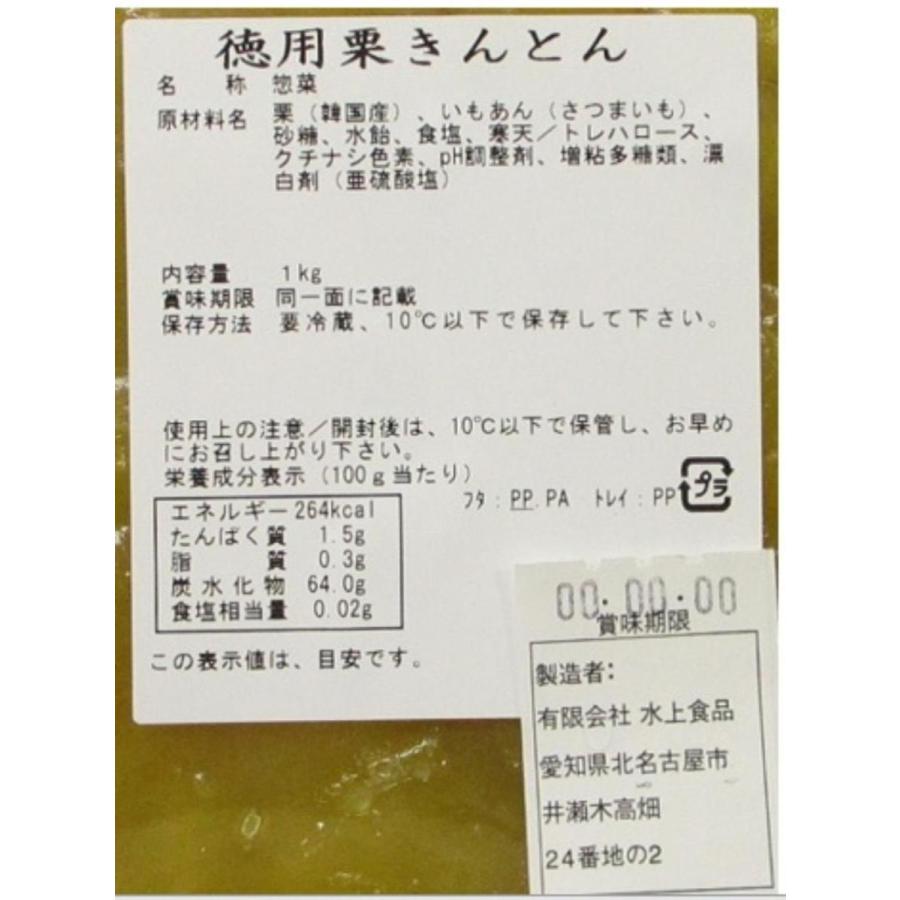 徳用栗きんとん
名称 惣菜
原材料名 栗（韓国産）、いもあん（さつまいも）、
砂糖、水飴、食塩、寒天／トレハロース、
クチナシ色素、pH調整剤、増粘多糖類、漂
白剤（亜硫酸塩）
内容量 1kg
賞味期限 同一面に記載
保存方法 要冷蔵、10℃以下で保存して下さい。
使用上の注意／開封後は、10℃以下で保管し、お早め
にお召し上がり下さい。
栄養成分表示（100g当たり）
フタ：PP.PA トレイ：PP プラ
エネルギー 264kcal
たんぱく質 1.5g
脂質 0.3g
炭水化物 64.0g
食塩相当量 0.02g
この表示値は、目安です。
00.00.00
賞味期限
製造者：
有限会社 水上食品
愛知県北名古屋市
井瀬木高畑
24番地の2